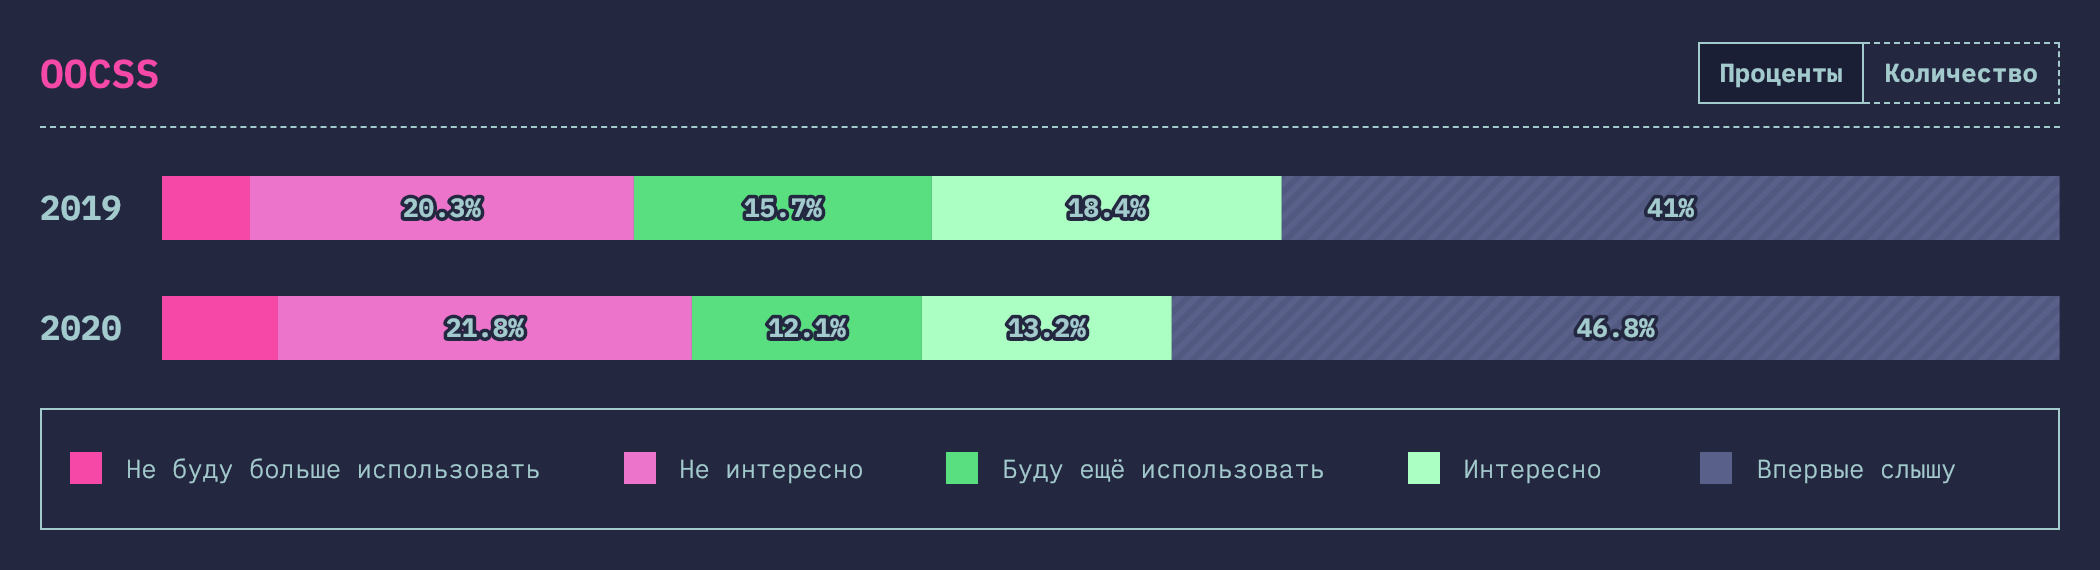 OOCSS
Проценты Количество
2019 20.3% 15.7% 18.4% 41%
2020 21.8% 12.1% 13.2% 46.8%
Не буду больше использовать Не интересно Буду ещё использовать Интересно Впервые слышу